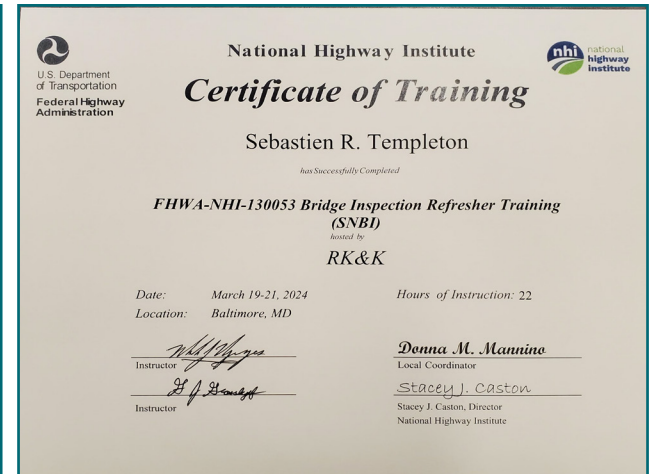 U.S. Department
of Transportation
Federal Highway
Administration
National Highway Institute
nhi national
highway
institute
Certificate of Training
Sebastien R. Templeton
has Successfully Completed
FHWA-NHI-130053 Bridge Inspection Refresher Training
(SNBI)
hosted by
RK&K
Date: March 19-21, 2024
Hours of Instruction: 22
Location: Baltimore, MD
Instructor
Donna M. Mannino
Local Coordinator
Instructor
Stacey J. Caston
Stacey J. Caston, Director
National Highway Institute